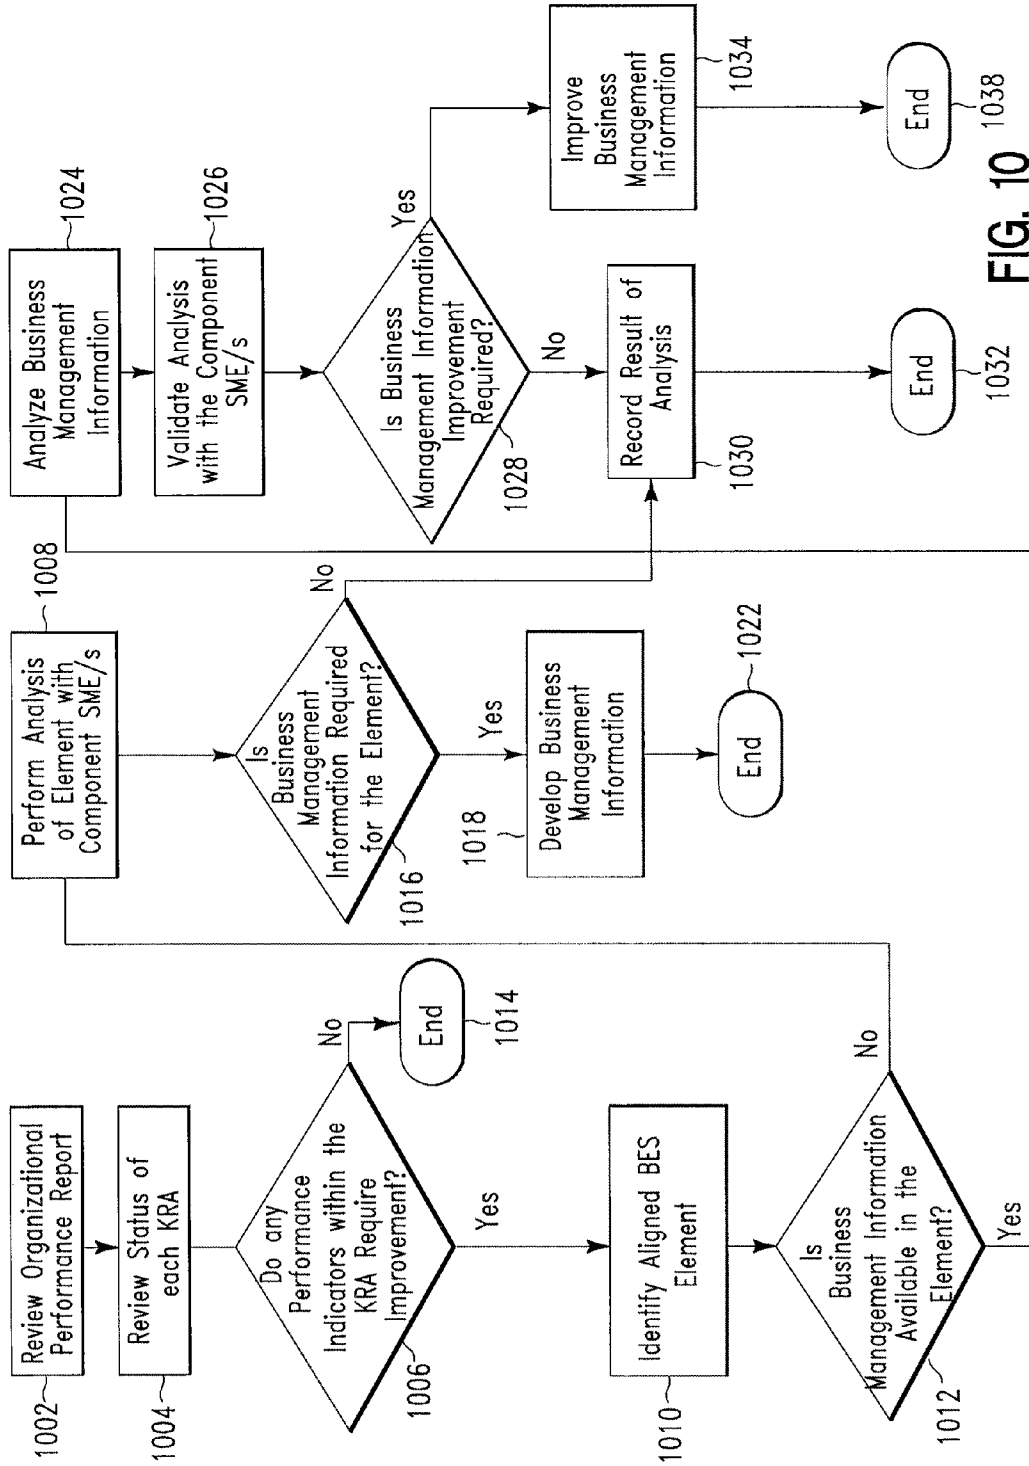 Review Organizational
Performance Report
1002
Review Status of
each KRA
1004
Do any
Performance
Indicators within the
KRA Require
Improvement?
1006
No
End
1014
Yes
Identify Aligned BES
Element
1010
Is
Business
Management Information
Available in the
Element?
1012
No
Yes
Perform Analysis
of Element with
Component SME/s
1008
Is
Business
Management
Information Required
for the Element?
1016
No
Yes
Develop Business
Management
Information
1018
End
1022
Analyze Business
Management
Information
1024
Validate Analysis
with the Component
SME/s
1026
Is Business
Management Information
Improvement
Required?
1028
Yes
No
Record Result of
Analysis
1030
End
1032
Improve
Business
Management
Information
1034
End
1038
FIG. 10